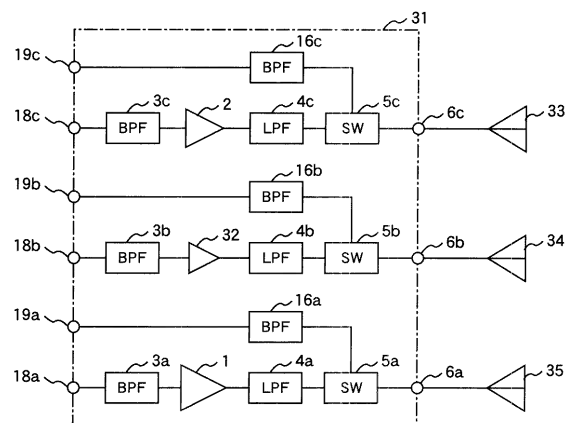 31
19c
16c
BPF
18c
3c
2
4c
5c
6c
33
BPF
LPF
SW
19b
16b
BPF
18b
3b
32
4b
5b
6b
34
BPF
LPF
SW
19a
16a
BPF
18a
3a
1
4a
5a
6a
35
BPF
LPF
SW